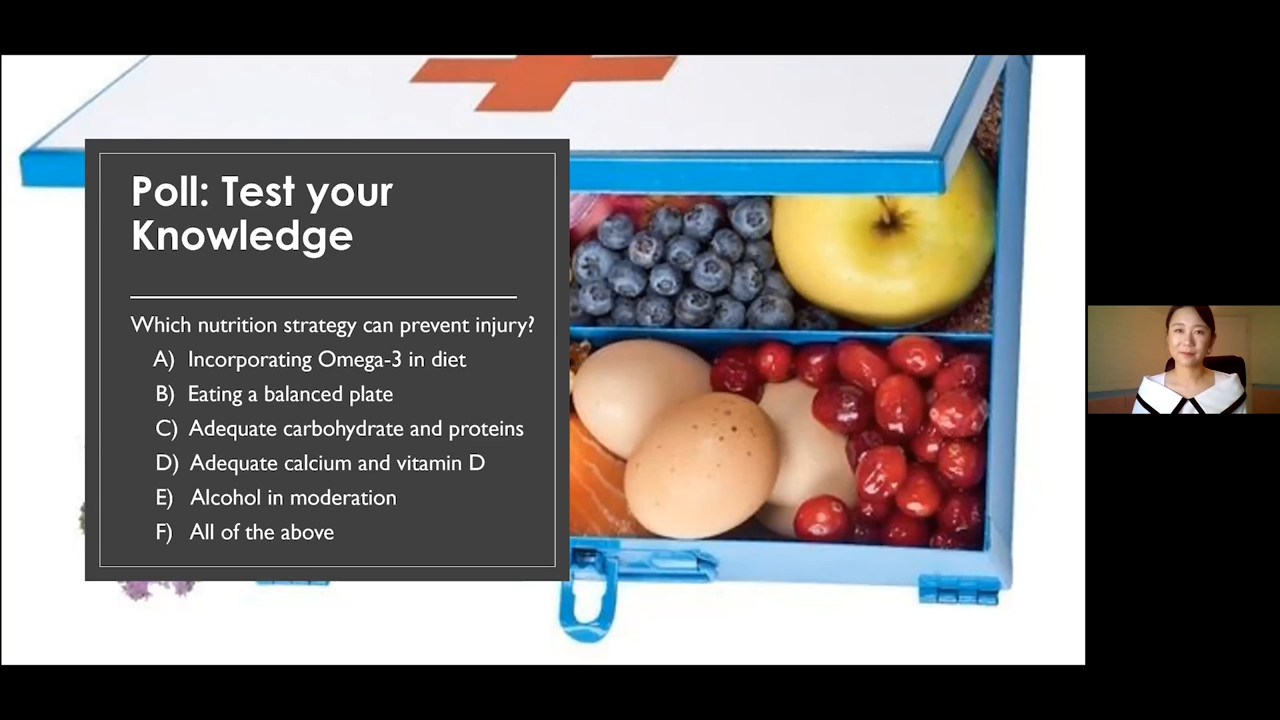 Poll: Test your
Knowledge
Which nutrition strategy can prevent injury?
A) Incorporating Omega-3 in diet
B) Eating a balanced plate
C) Adequate carbohydrate and proteins
D) Adequate calcium and vitamin D
E) Alcohol in moderation
F) All of the above